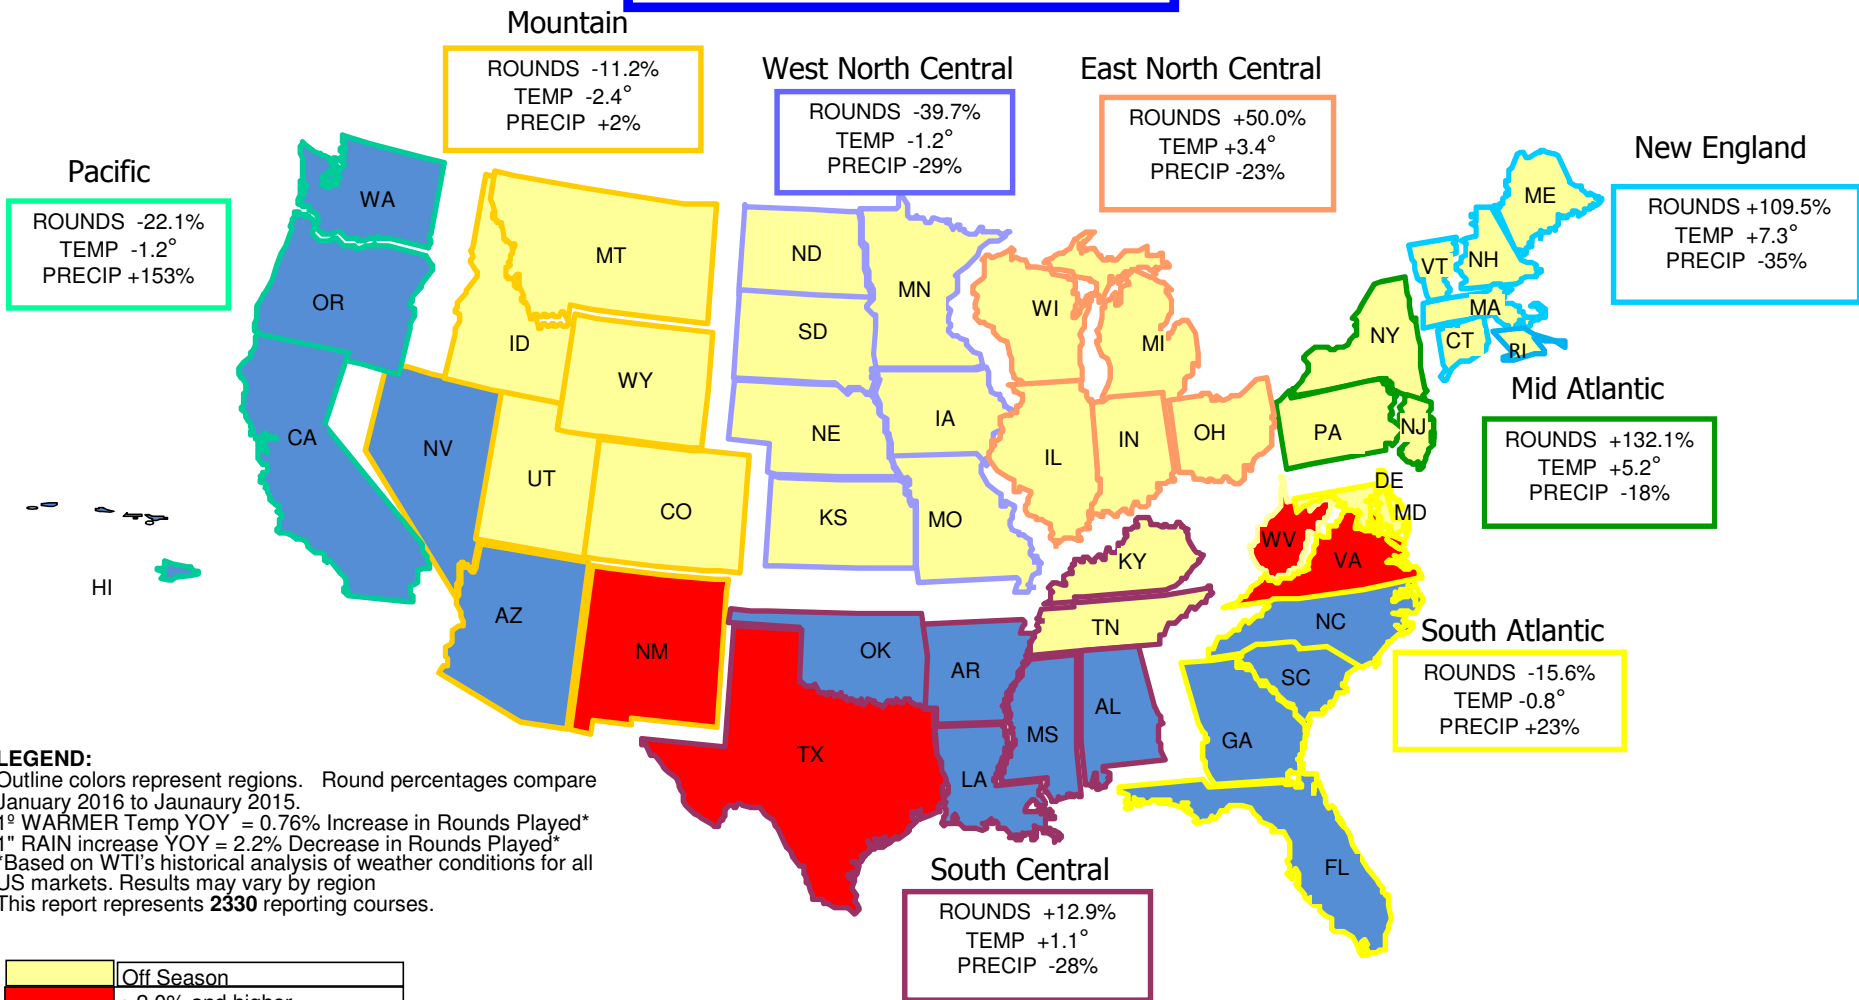 Mountain
ROUNDS -11.2%
TEMP -2.4°
PRECIP +2%
West North Central
ROUNDS -39.7%
TEMP -1.2°
PRECIP -29%
East North Central
ROUNDS +50.0%
TEMP +3.4°
PRECIP -23%
New England
ROUNDS +109.5%
TEMP +7.3°
PRECIP -35%
Pacific
ROUNDS -22.1%
TEMP -1.2°
PRECIP +153%
Mid Atlantic
ROUNDS +132.1%
TEMP +5.2°
PRECIP -18%
South Atlantic
ROUNDS -15.6%
TEMP -0.8°
PRECIP +23%
South Central
ROUNDS +12.9%
TEMP +1.1°
PRECIP -28%
WA
OR
CA
HI
MT
ID
WY
NV
UT
CO
AZ
NM
ND
MN
SD
NE
IA
KS
MO
WI
MI
IL
IN
OH
ME
VT
NH
MA
CT
RI
NY
PA
NJ
DE
MD
WV
VA
NC
SC
GA
FL
KY
TN
OK
AR
TX
LA
MS
AL
LEGEND:
Outline colors represent regions. Round percentages compare
January 2016 to Jaunaury 2015.
1º WARMER Temp YOY = 0.76% Increase in Rounds Played*
1" RAIN increase YOY = 2.2% Decrease in Rounds Played*
*Based on WTI's historical analysis of weather conditions for all
US markets. Results may vary by region
This report represents 2330 reporting courses.
Off Season
2.0% and higher